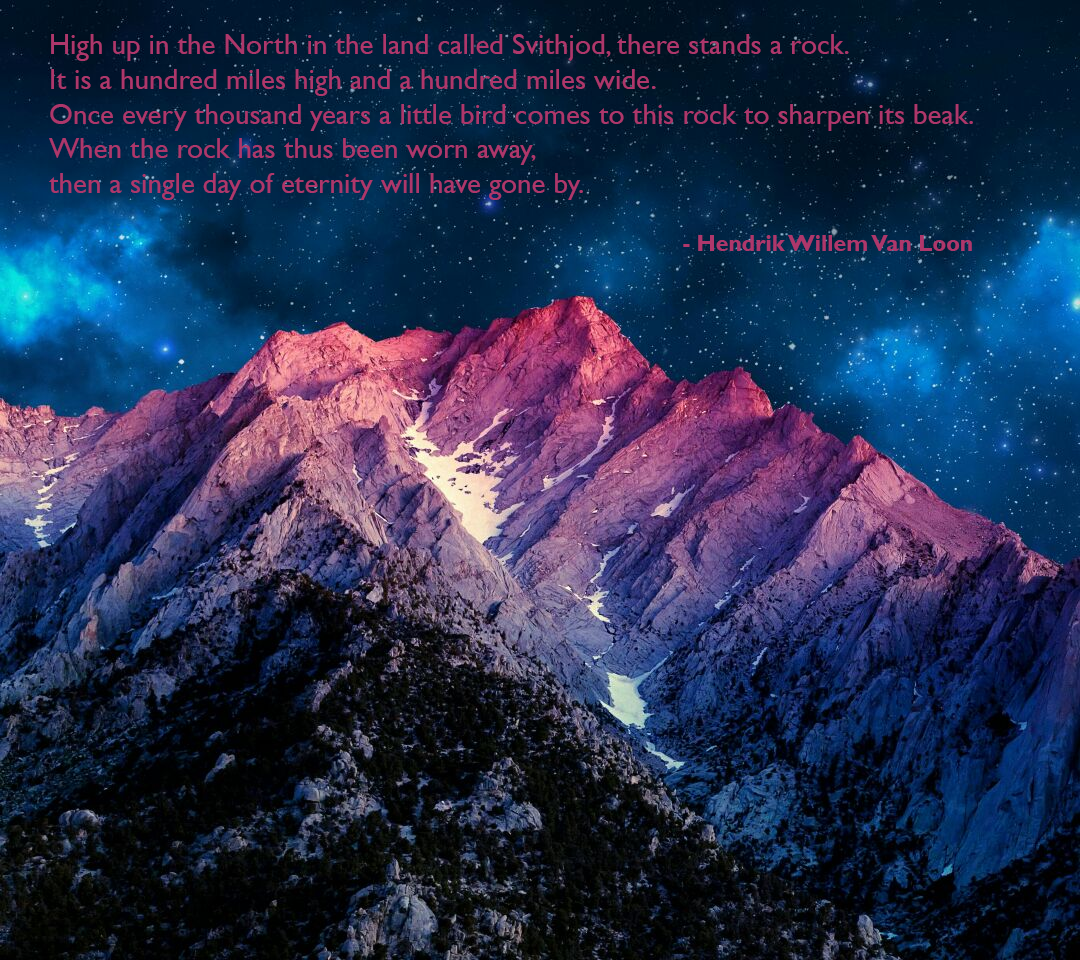 High up in the North in the land called Svithjod, there stands a rock.
It is a hundred miles high and a hundred miles wide.
Once every thousand years a little bird comes to this rock to sharpen its beak.
When the rock has thus been worn away,
then a single day of eternity will have gone by.
- Hendrik Willem Van Loon